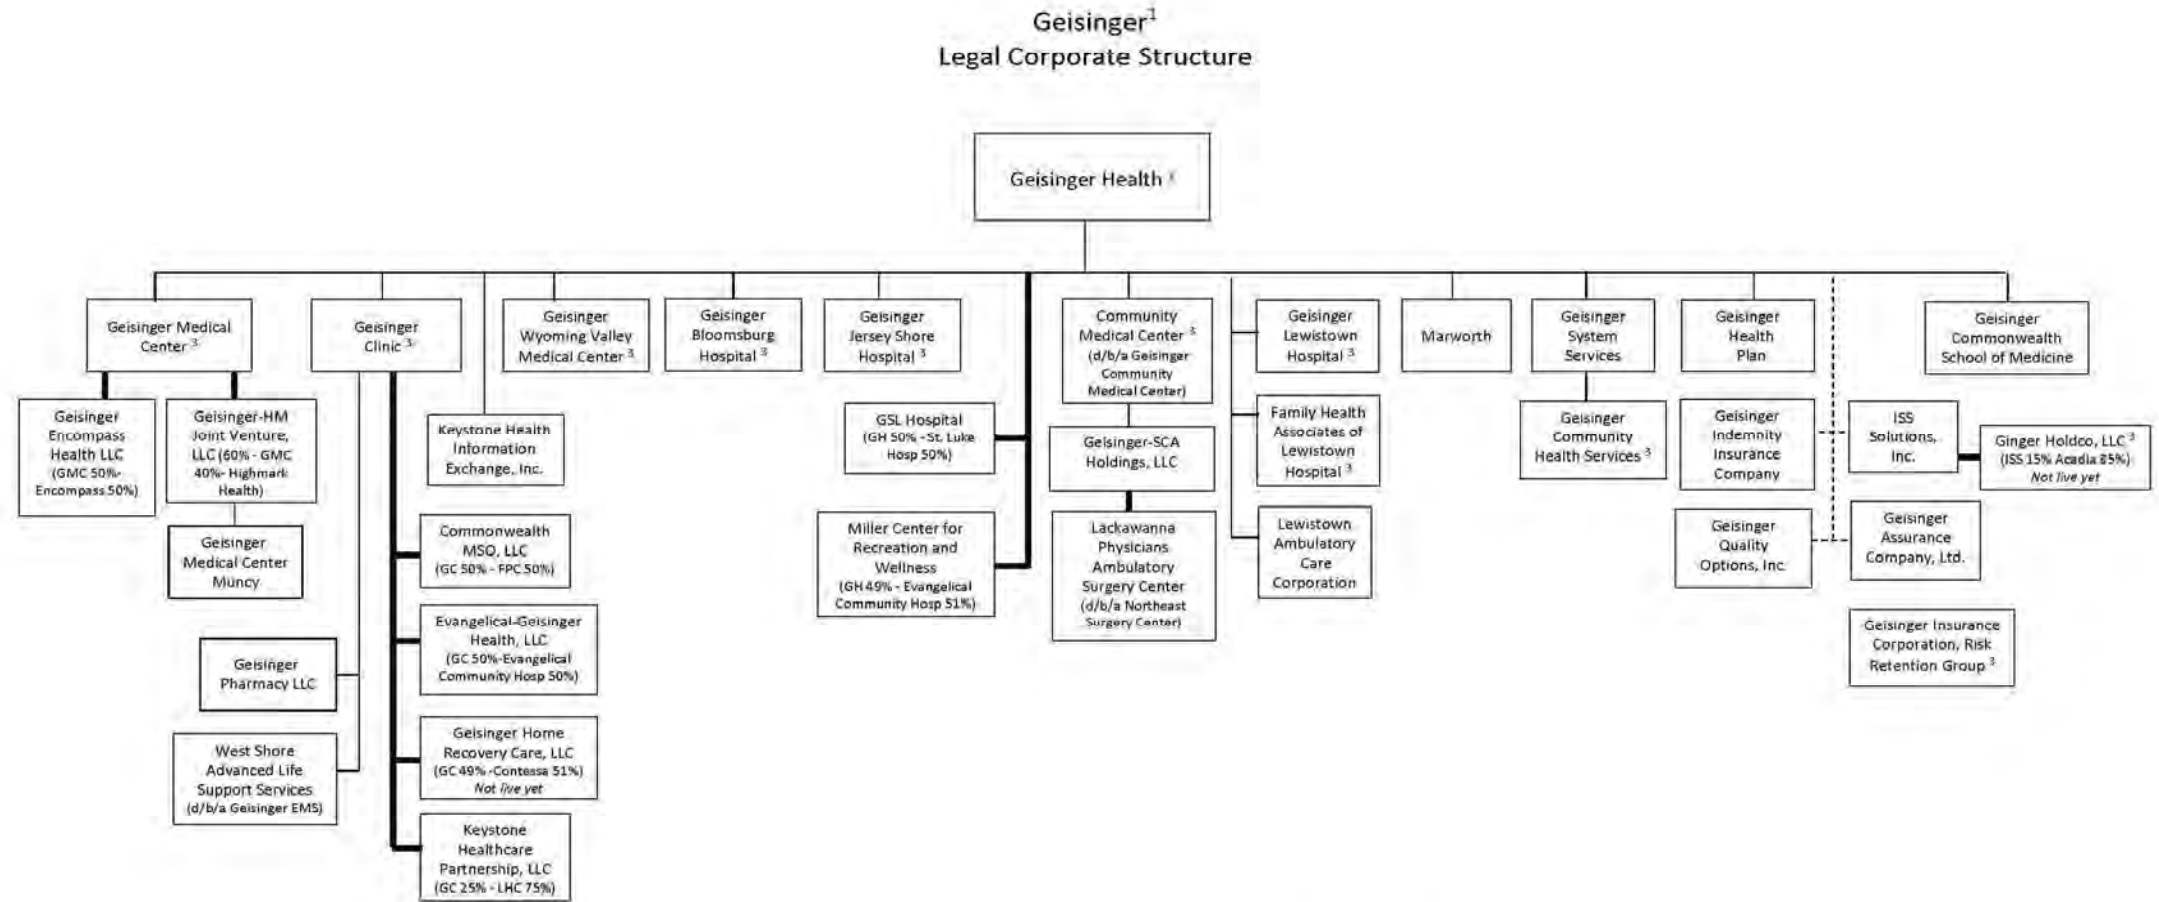 Geisinger¹
Legal Corporate Structure
Geisinger Health
Geisinger Medical
Center ³
Geisinger
Clinic ³
Geisinger
Wyoming Valley
Medical Center ³
Geisinger
Bloomsburg
Hospital ³
Geisinger
Jersey Shore
Hospital ³
Community
Medical Center ³
(d/b/a Geisinger
Community
Medical Center)
Geisinger
Lewistown
Hospital ³
Marworth
Geisinger
System
Services
Geisinger
Health
Plan
Geisinger
Commonwealth
School of Medicine
Geisinger
Encompass
Health LLC
(GMC 50%-
Encompass 50%)
Geisinger-HM
Joint Venture,
LLC (60% - GMC
40%- Highmark
Health)
Keystone Health
Information
Exchange, Inc.
GSL Hospital
(GH 50% - St. Luke
Hosp 50%)
Geisinger-SCA
Holdings, LLC
Family Health
Associates of
Lewistown
Hospital ³
Geisinger
Community
Health Services ³
Geisinger
Indemnity
Insurance
Company
ISS
Solutions,
Inc.
Ginger Holdco, LLC ³
(ISS 15% Acadia 85%)
Not live yet
Geisinger
Medical Center
Muncy
Commonwealth
MSO, LLC
(GC 50% - FPC 50%)
Miller Center for
Recreation and
Wellness
(GH 49% - Evangelical
Community Hosp 51%)
Lackawanna
Physicians
Ambulatory
Surgery Center
(d/b/a Northeast
Surgery Center)
Lewistown
Ambulatory
Care
Corporation
Geisinger
Quality
Options, Inc.
Geisinger
Assurance
Company, Ltd.
Evangelical-Geisinger
Health, LLC
(GC 50%-Evangelical
Community Hosp 50%)
Geisinger Insurance
Corporation, Risk
Retention Group ³
Geisinger
Pharmacy LLC
Geisinger Home
Recovery Care, LLC
(GC 49% -Contessa 51%)
Not live yet
West Shore
Advanced Life
Support Services
(d/b/a Geisinger EMS)
Keystone
Healthcare
Partnership, LLC
(GC 25% - LHC 75%)